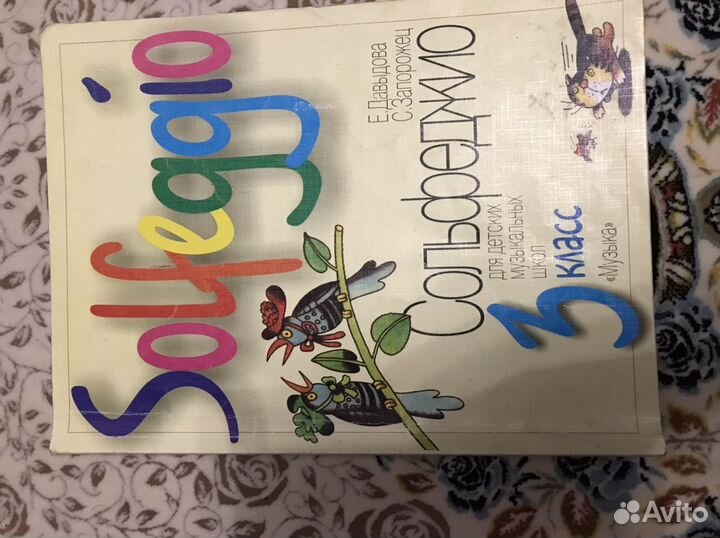 Solfeggio
Е.Давыдова
С.Запорожец
Сольфеджио
для детских
музыкальных
школ
3 класс
«Музыка»
Avito